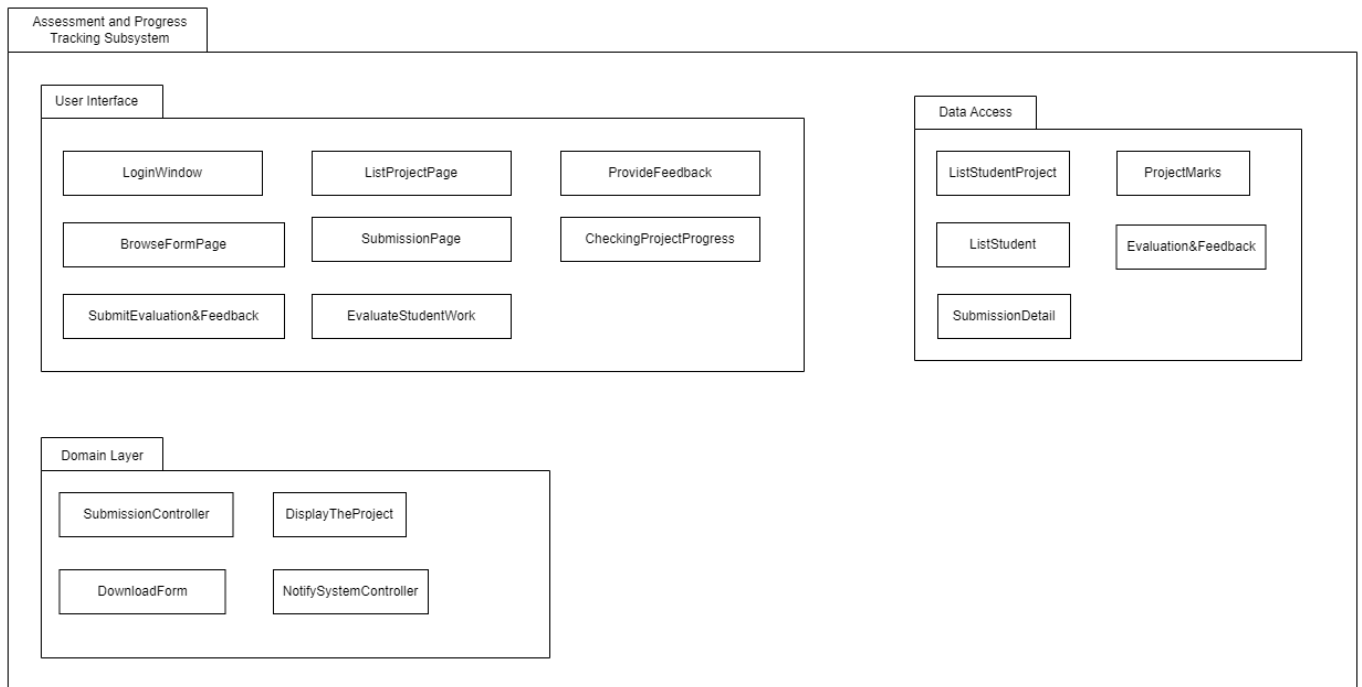 Assessment and Progress
Tracking Subsystem
User Interface
LoginWindow
ListProjectPage
ProvideFeedback
BrowseFormPage
SubmissionPage
CheckingProjectProgress
SubmitEvaluation&Feedback
EvaluateStudentWork
Data Access
ListStudentProject
ProjectMarks
ListStudent
Evaluation&Feedback
SubmissionDetail
Domain Layer
SubmissionController
DisplayTheProject
DownloadForm
NotifySystemController